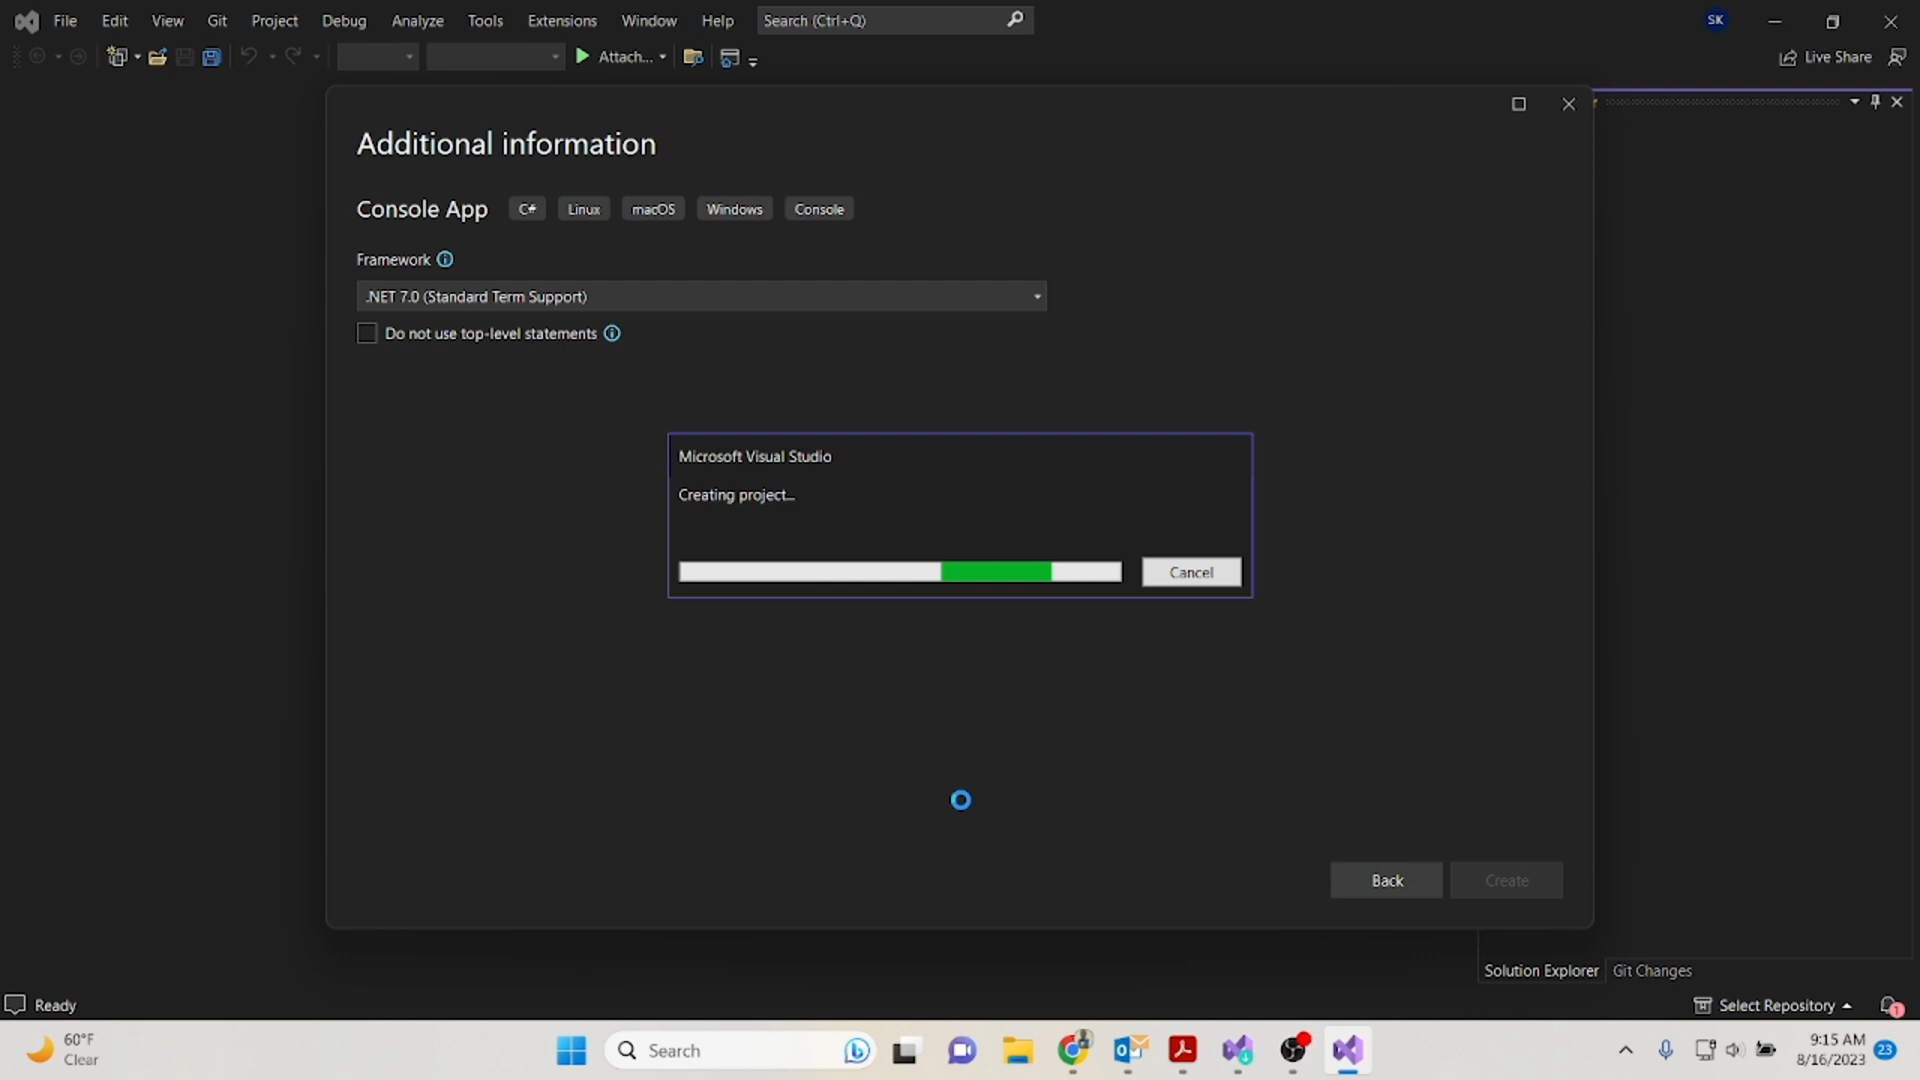 File Edit View Git Project Debug Analyze Tools Extensions Window Help Search (Ctrl+Q) SK
Attach... Live Share
Additional information
Console App C# Linux macOS Windows Console
Framework
.NET 7.0 (Standard Term Support)
Do not use top-level statements
Microsoft Visual Studio
Creating project...
Cancel
Back Create
Solution Explorer Git Changes
Ready Select Repository 1
60°F
Clear
Search
9:15 AM
8/16/2023 23